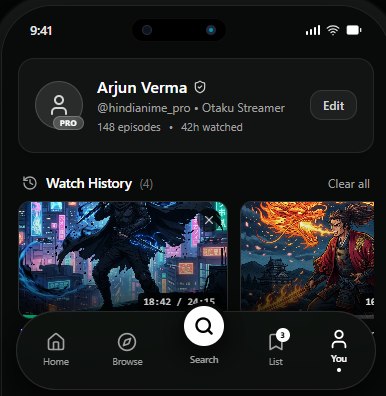 9:41
Arjun Verma
@hindianime_pro • Otaku Streamer
PRO
148 episodes • 42h watched
Edit
Watch History (4)
Clear all
18:42 / 24:15
Home
Browse
Search
3
List
You